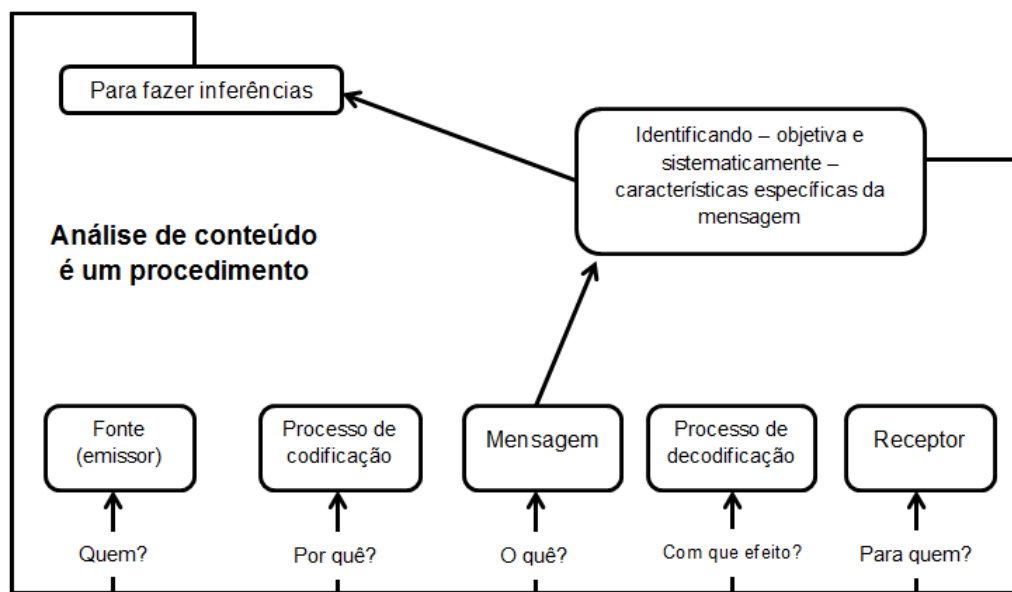 Para fazer inferências
Identificando – objetiva e
sistematicamente –
características específicas da
mensagem
Análise de conteúdo
é um procedimento
Fonte
(emissor)
Processo de
codificação
Mensagem
Processo de
decodificação
Receptor
Quem?
Por quê?
O quê?
Com que efeito?
Para quem?